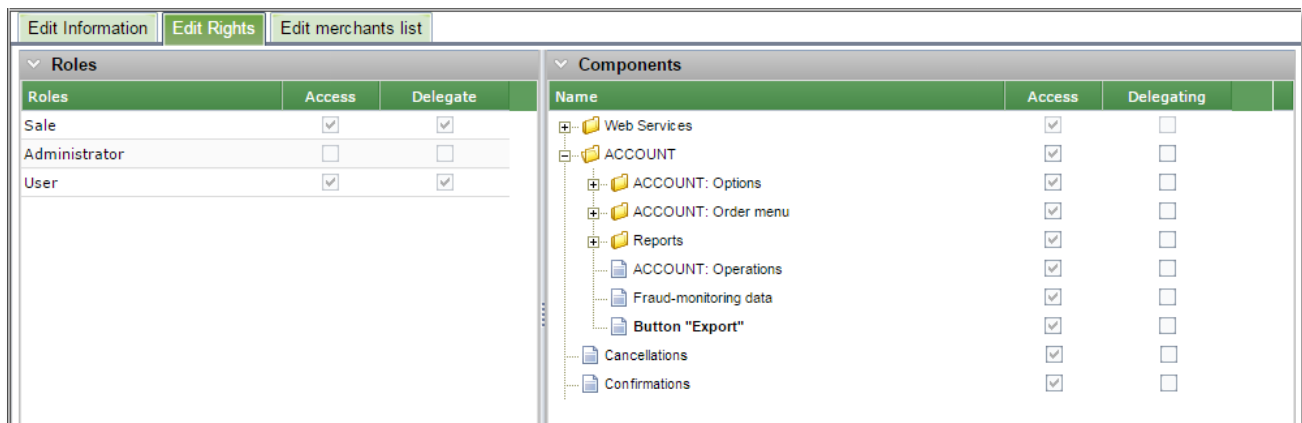 Edit Information Edit Rights Edit merchants list
Roles
Roles Access Delegate
Sale
Administrator
User
Components
Name Access Delegating
Web Services
ACCOUNT
ACCOUNT: Options
ACCOUNT: Order menu
Reports
ACCOUNT: Operations
Fraud-monitoring data
Button "Export"
Cancellations
Confirmations